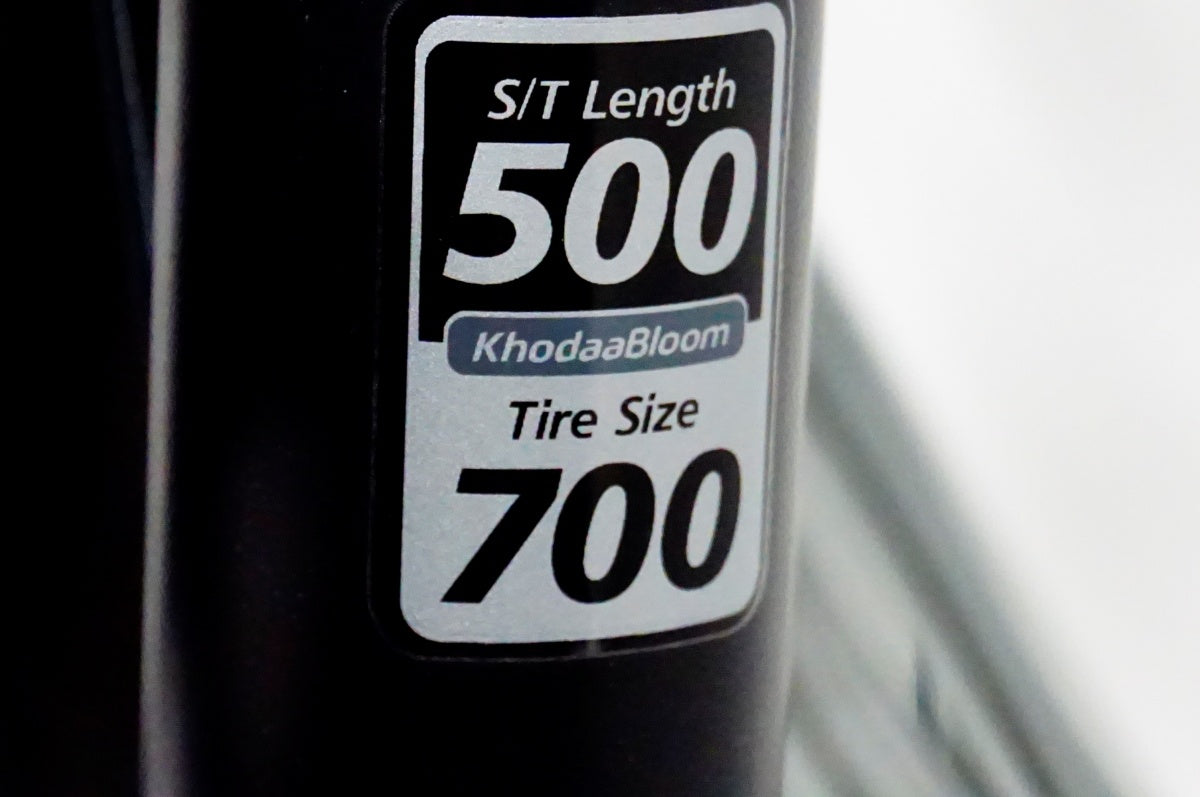 S/T Length
500
KhodaaBloom
Tire Size
700